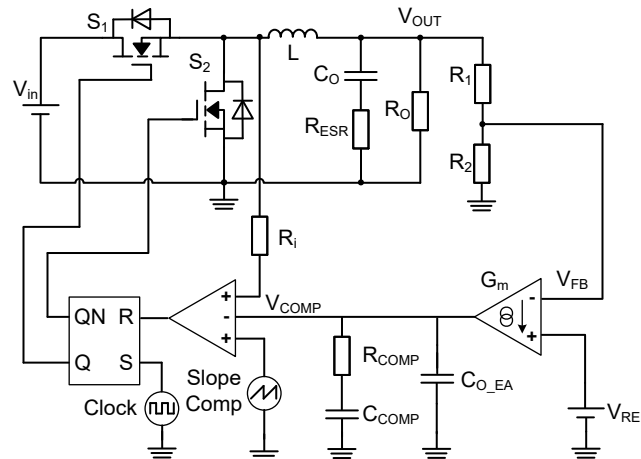 S1
VOUT
L
S2
CO
R1
Vin
RO
RESR
R2
Ri
Gm
VFB
VCOMP
+
-
+
-
+
QN R
Q S
RCOMP
CO_EA
Slope
Comp
Clock
CCOMP
VRE